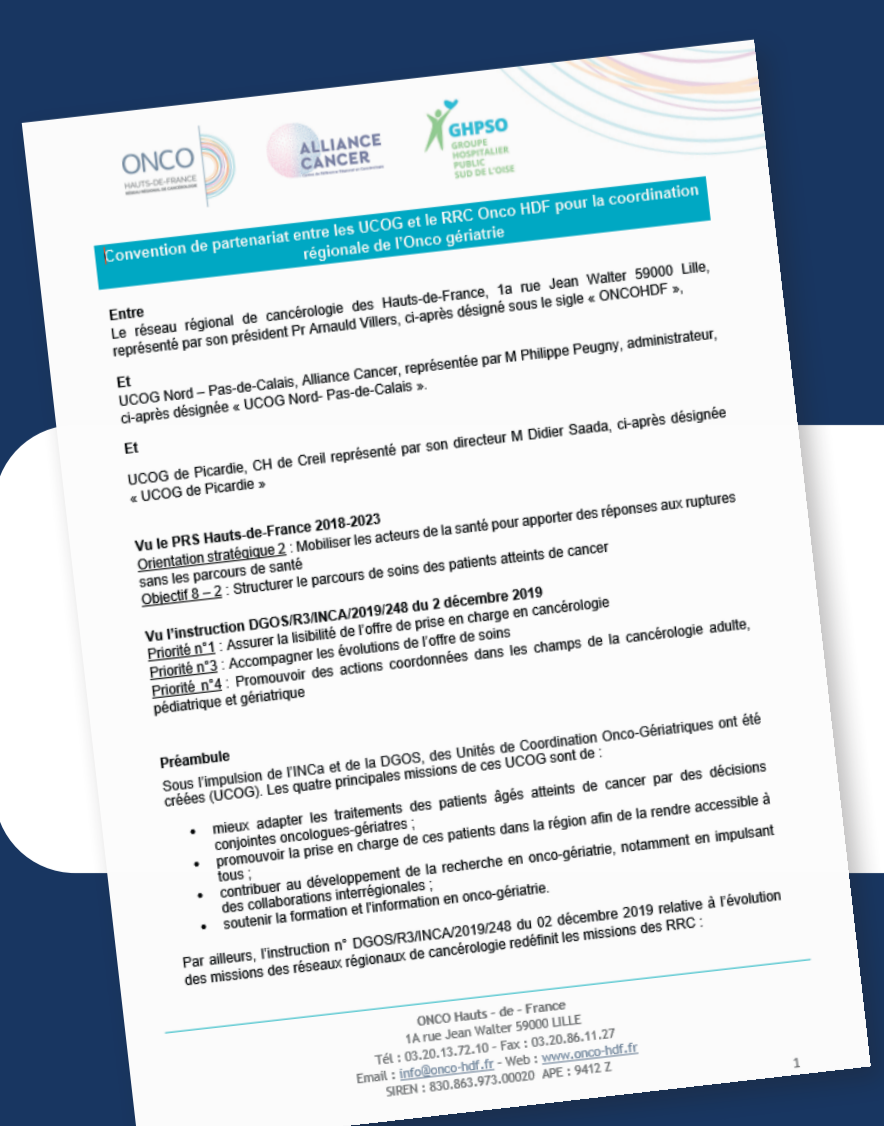 ONCO
HAUTS-DE-FRANCE
RÉSEAU RÉGIONAL DE CANCÉROLOGIE
ALLIANCE
CANCER
GHPSO
GROUPE
HOSPITALIER
PUBLIC
SUD DE L'OISE
Convention de partenariat entre les UCOG et le RRC Onco HDF pour la coordination
régionale de l'Onco gériatrie
Entre
Le réseau régional de cancérologie des Hauts-de-France, 1a rue Jean Walter 59000 Lille,
représenté par son président Pr Arnauld Villers, ci-après désigné sous le sigle « ONCOHDF »,
Et
UCOG Nord – Pas-de-Calais, Alliance Cancer, représentée par M Philippe Peugny, administrateur,
ci-après désignée « UCOG Nord- Pas-de-Calais ».
Et
UCOG de Picardie, CH de Creil représenté par son directeur M Didier Saada, ci-après désignée
« UCOG de Picardie »
Vu le PRS Hauts-de-France 2018-2023
Orientation stratégique 2 : Mobiliser les acteurs de la santé pour apporter des réponses aux ruptures
sans les parcours de santé
Objectif 8 – 2 : Structurer le parcours de soins des patients atteints de cancer
Vu l'instruction DGOS/R3/INCA/2019/248 du 2 décembre 2019
Priorité n°1 : Assurer la lisibilité de l'offre de prise en charge en cancérologie
Priorité n°3 : Accompagner les évolutions de l'offre de soins
Priorité n°4 : Promouvoir des actions coordonnées dans les champs de la cancérologie adulte,
pédiatrique et gériatrique
Préambule
Sous l'impulsion de l'INCa et de la DGOS, des Unités de Coordination Onco-Gériatriques ont été
créées (UCOG). Les quatre principales missions de ces UCOG sont de :
• mieux adapter les traitements des patients âgés atteints de cancer par des décisions
conjointes oncologues-gériatres ;
• promouvoir la prise en charge de ces patients dans la région afin de la rendre accessible à
tous ;
• contribuer au développement de la recherche en onco-gériatrie, notamment en impulsant
des collaborations interrégionales ;
• soutenir la formation et l'information en onco-gériatrie.
Par ailleurs, l'instruction n° DGOS/R3/INCA/2019/248 du 02 décembre 2019 relative à l'évolution
des missions des réseaux régionaux de cancérologie redéfinit les missions des RRC :
ONCO Hauts - de - France
1A rue Jean Walter 59000 LILLE
Tél : 03.20.13.72.10 - Fax : 03.20.86.11.27
Email : info@onco-hdf.fr - Web : www.onco-hdf.fr
SIREN : 830.863.973.00020 APE : 9412 Z
1